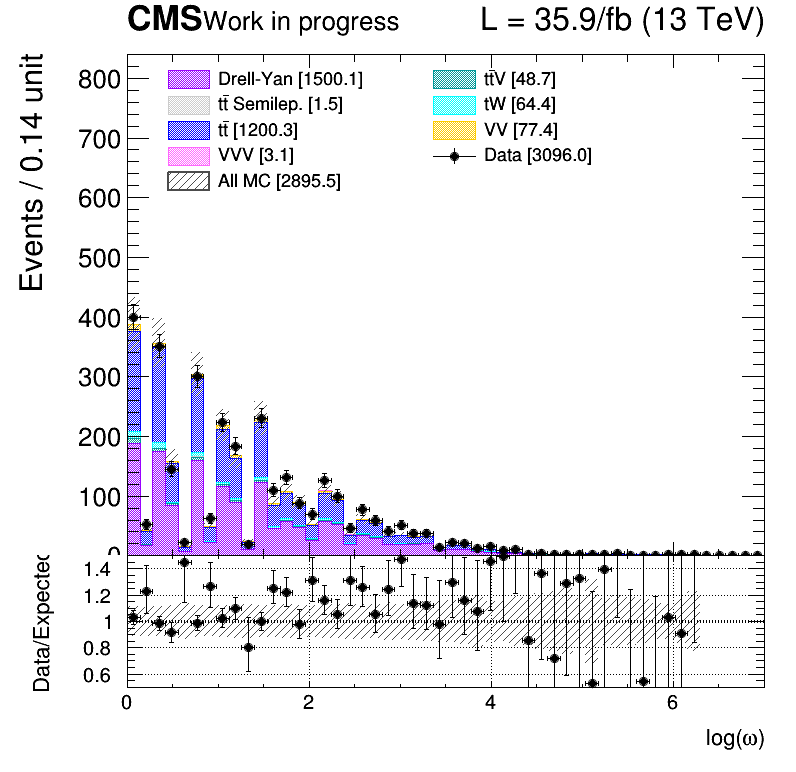 CMS Work in progress L = 35.9/fb (13 TeV)
Events / 0.14 unit
800
700
600
500
400
300
200
100
0
Drell-Yan [1500.1]
tt̄ Semilep. [1.5]
tt̄ [1200.3]
VVV [3.1]
All MC [2895.5]
tt̄V [48.7]
tW [64.4]
VV [77.4]
Data [3096.0]
Data/Expected
1.4
1.2
1
0.8
0.6
0 2 4 6
log(ω)